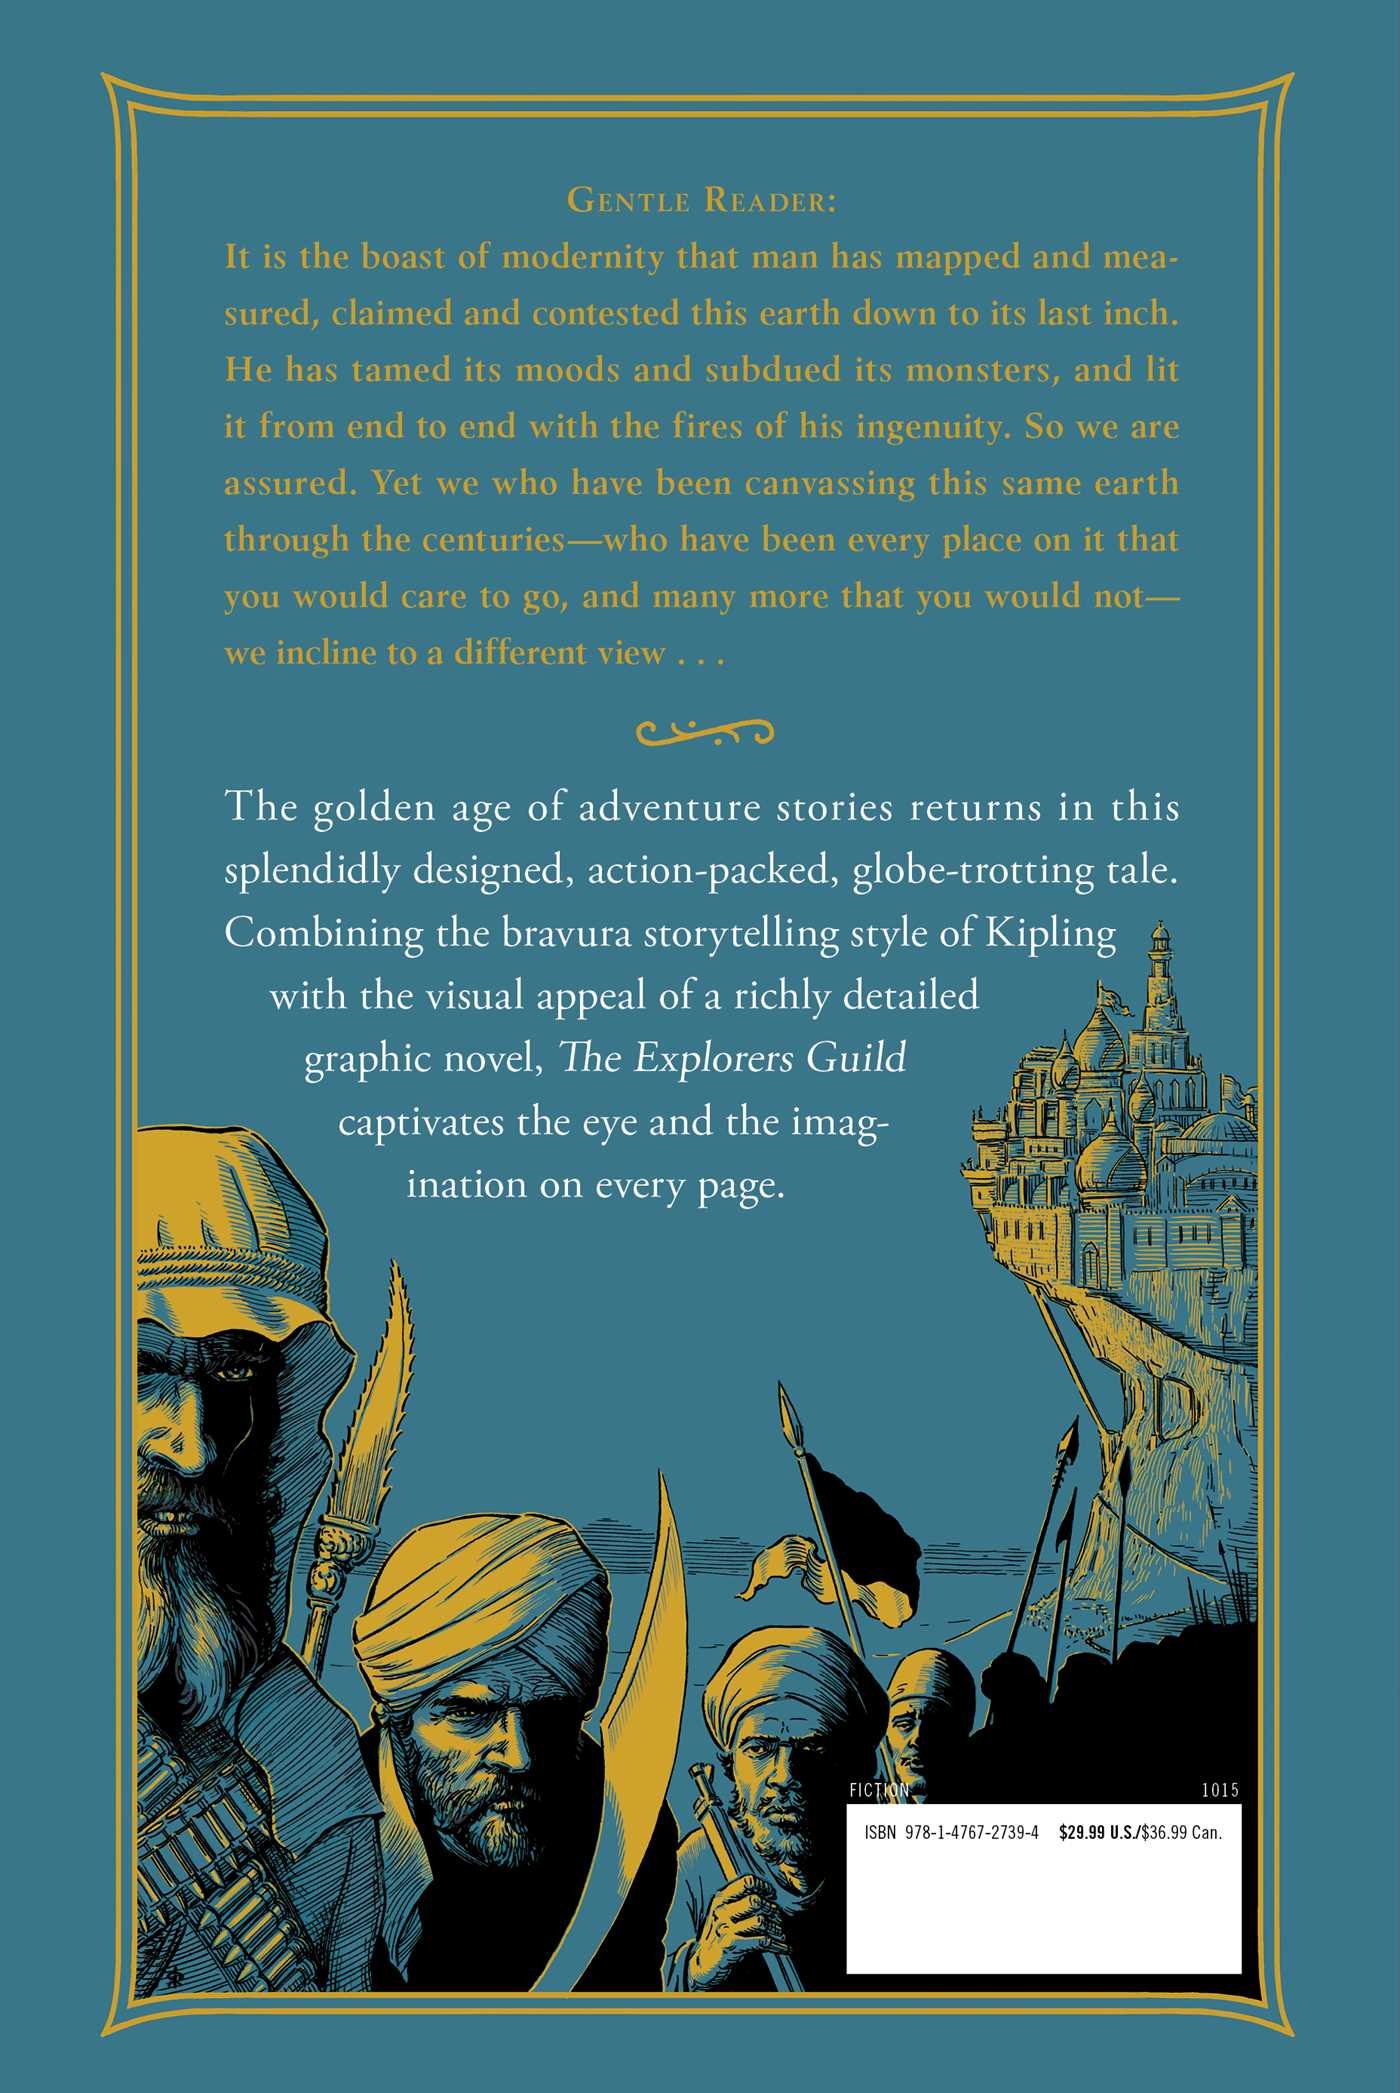 GENTLE READER:
It is the boast of modernity that man has mapped and mea-
sured, claimed and contested this earth down to its last inch.
He has tamed its moods and subdued its monsters, and lit
it from end to end with the fires of his ingenuity. So we are
assured. Yet we who have been canvassing this same earth
through the centuries—who have been every place on it that
you would care to go, and many more that you would not—
we incline to a different view . . .
The golden age of adventure stories returns in this
splendidly designed, action-packed, globe-trotting tale.
Combining the bravura storytelling style of Kipling
with the visual appeal of a richly detailed
graphic novel, The Explorers Guild
captivates the eye and the imag-
ination on every page.
FICTION 1015
ISBN 978-1-4767-2739-4 $29.99 U.S./$36.99 Can.